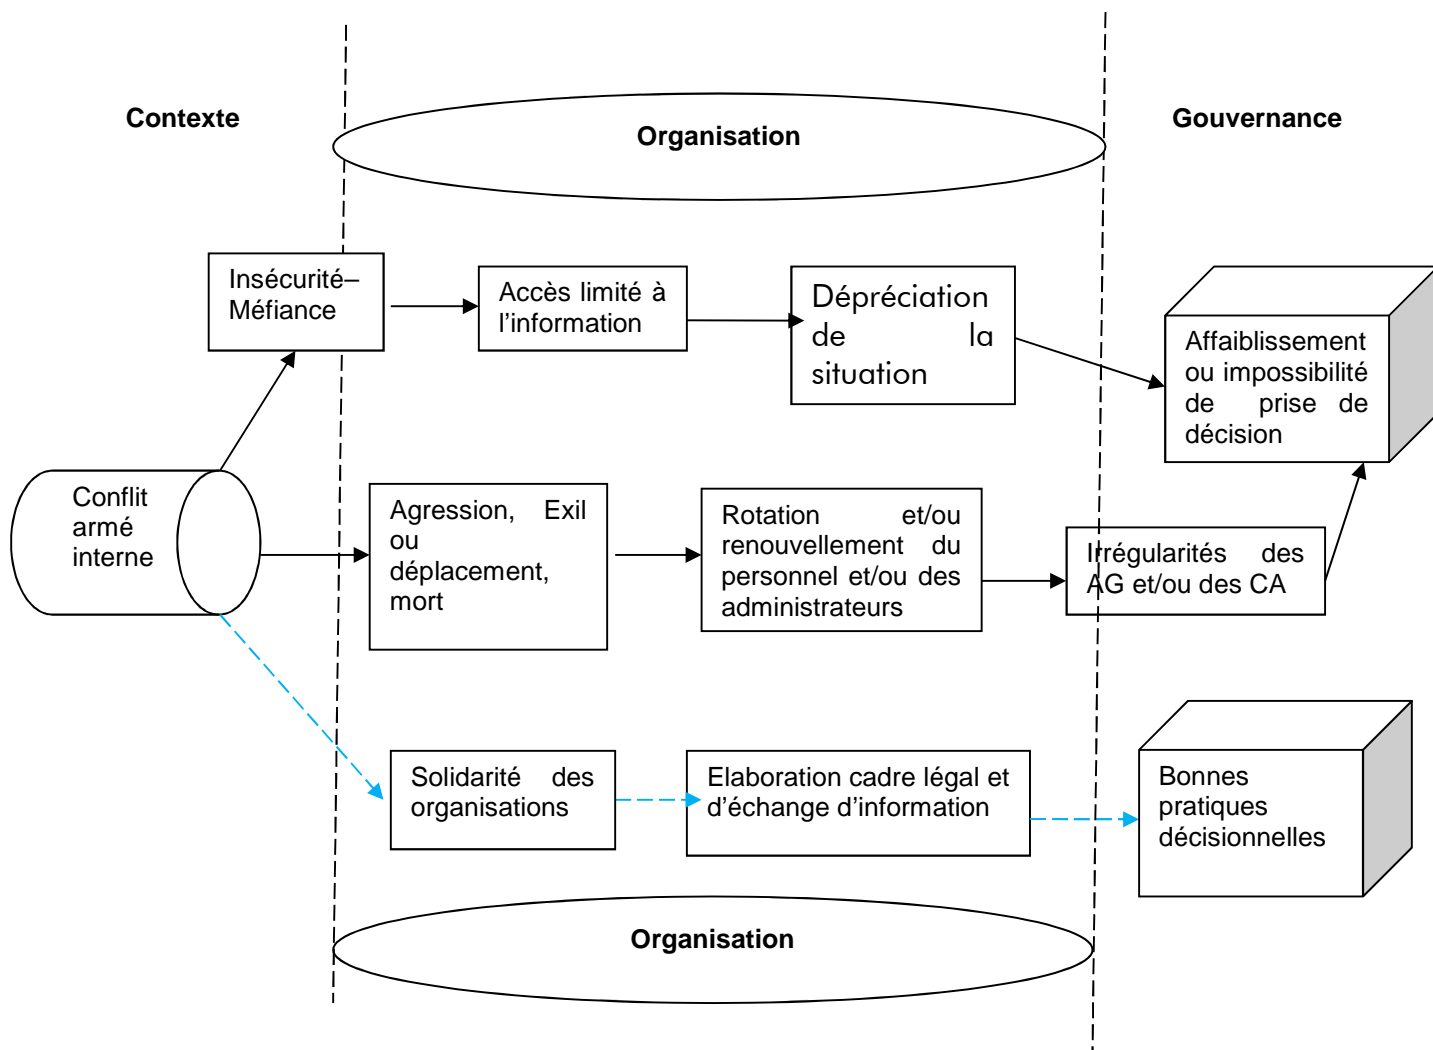 Contexte
Organisation
Gouvernance
Insécurité–
Méfiance
Accès limité à
l'information
Dépréciation
de la
situation
Affaiblissement
ou impossibilité
de prise de
décision
Conflit
armé
interne
Agression, Exil
ou
déplacement,
mort
Rotation et/ou
renouvellement du
personnel et/ou des
administrateurs
Irrégularités des
AG et/ou des CA
Solidarité des
organisations
Elaboration cadre légal et
d'échange d'information
Bonnes
pratiques
décisionnelles
Organisation